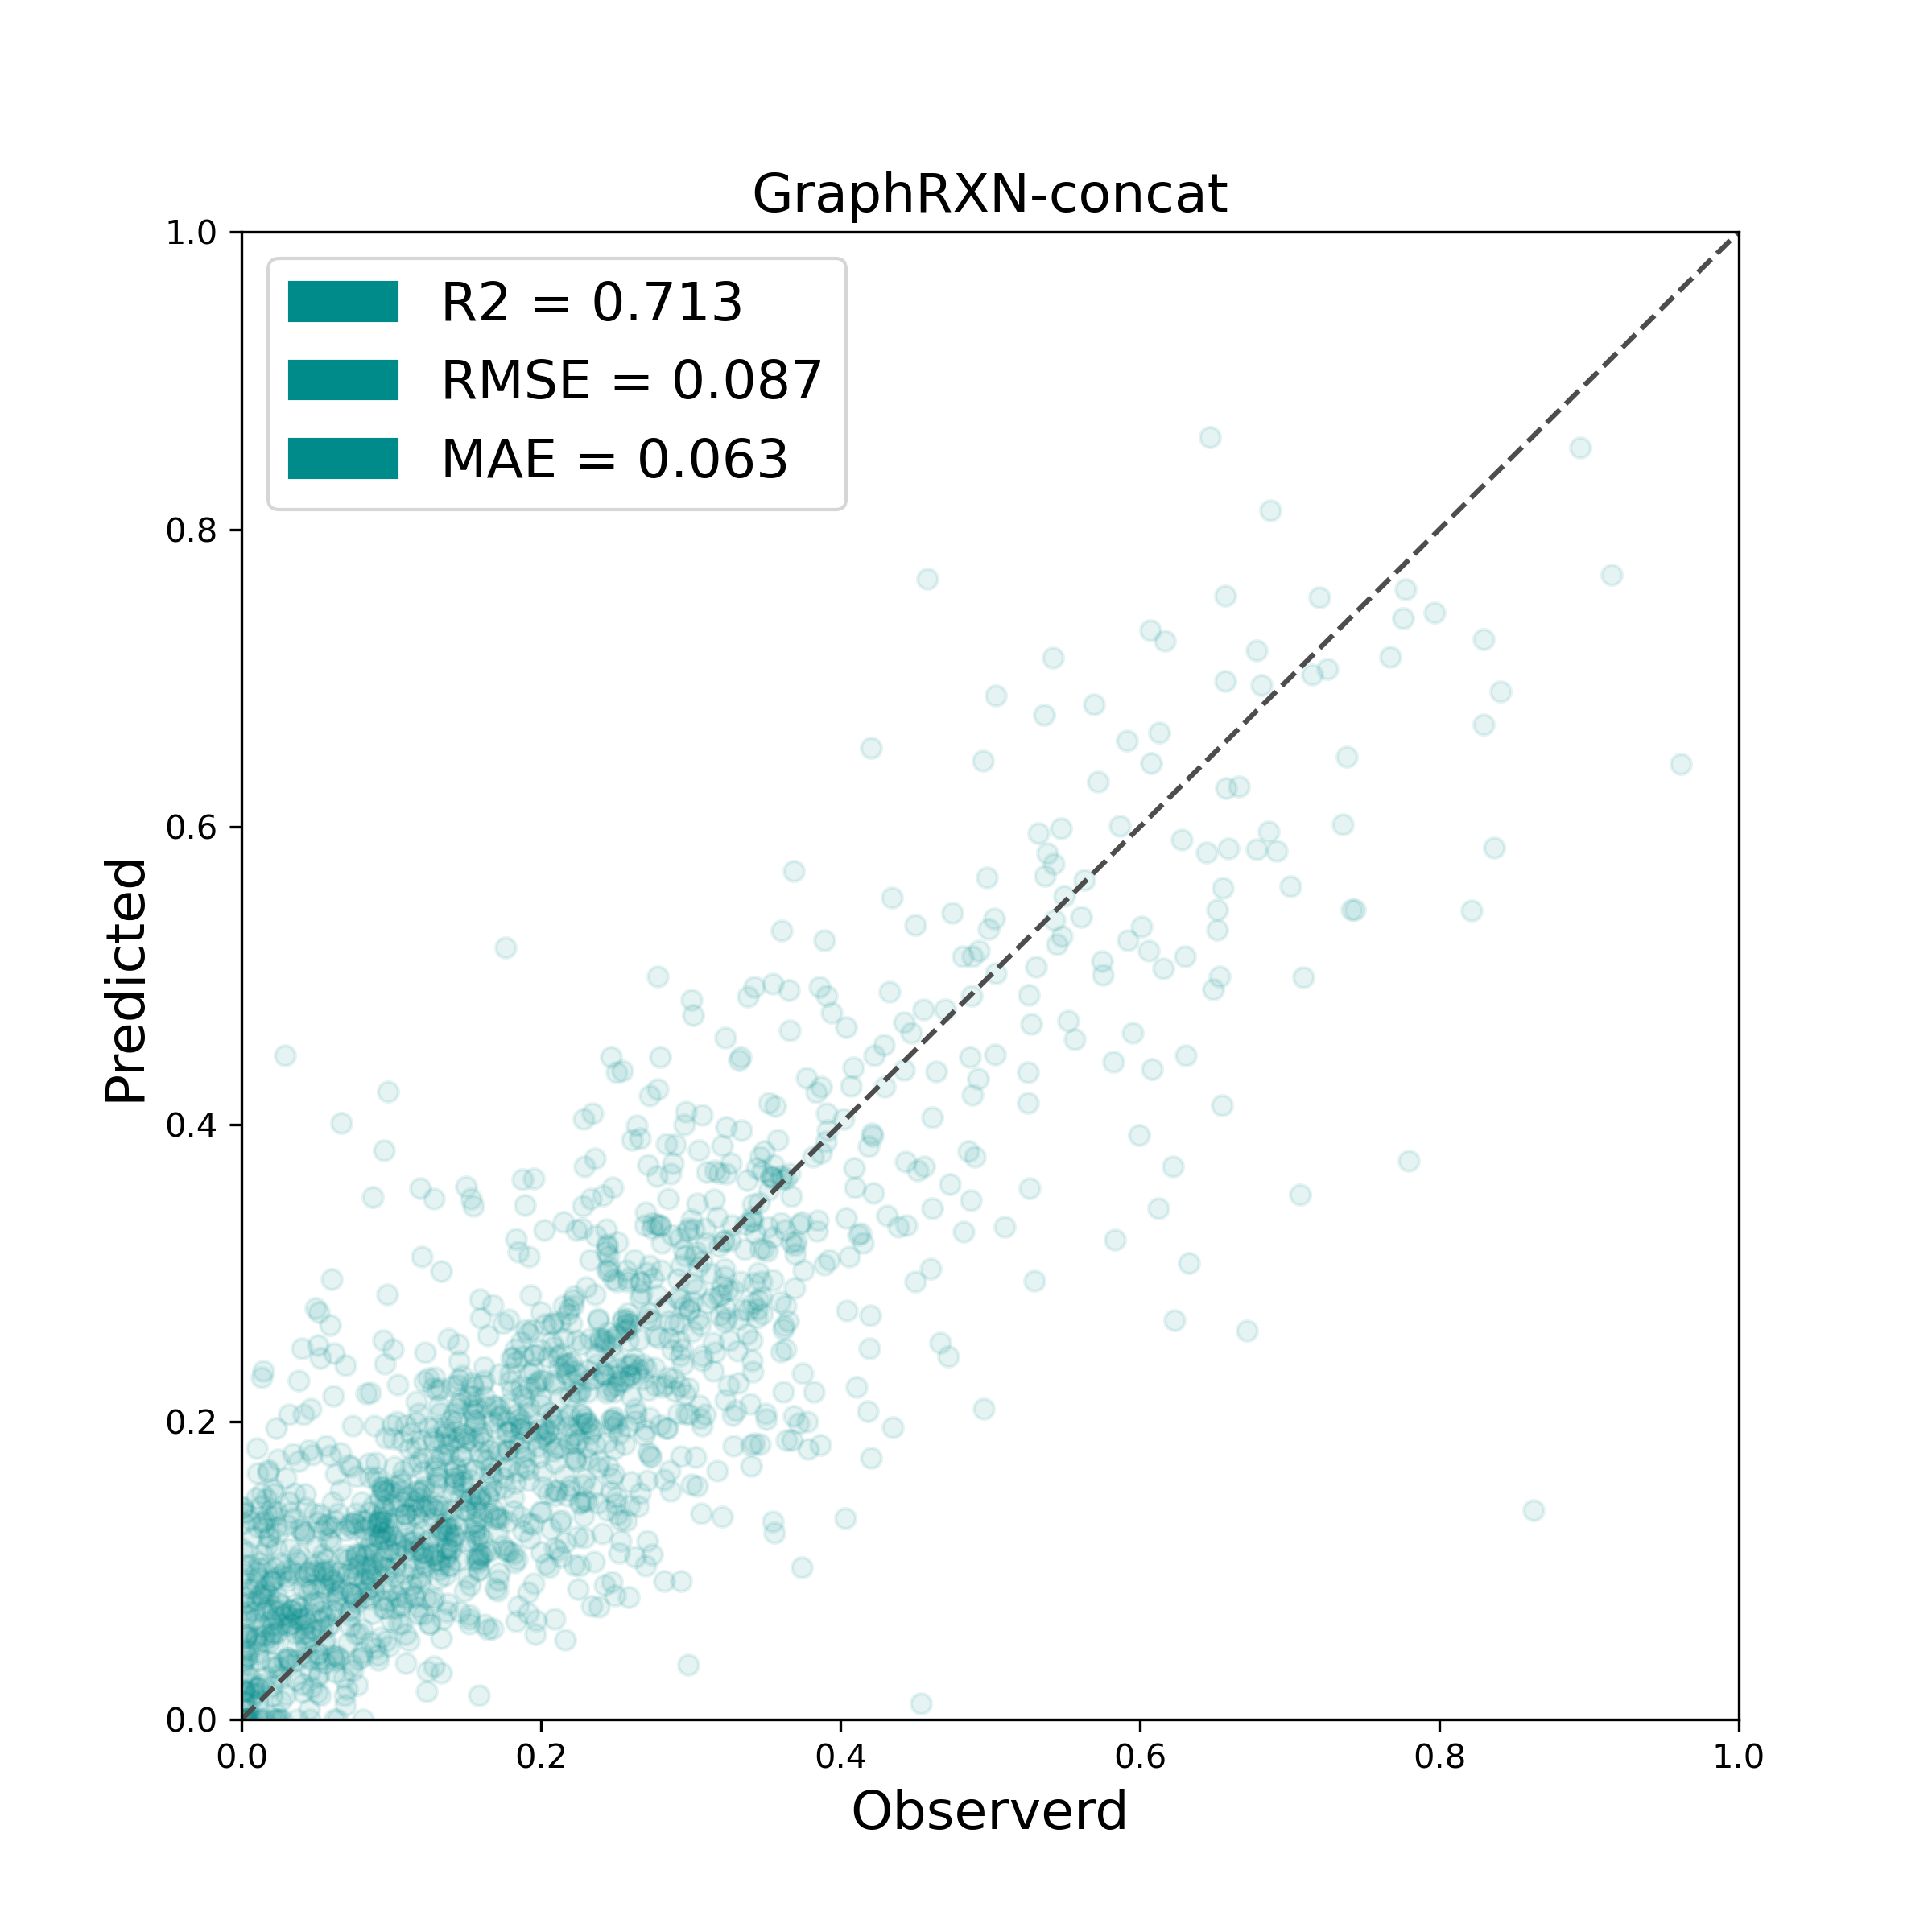 GraphRXN-concat
R2 = 0.713
RMSE = 0.087
MAE = 0.063
1.0
0.8
0.6
0.4
0.2
0.0
Predicted
0.0 0.2 0.4 0.6 0.8 1.0
Observerd